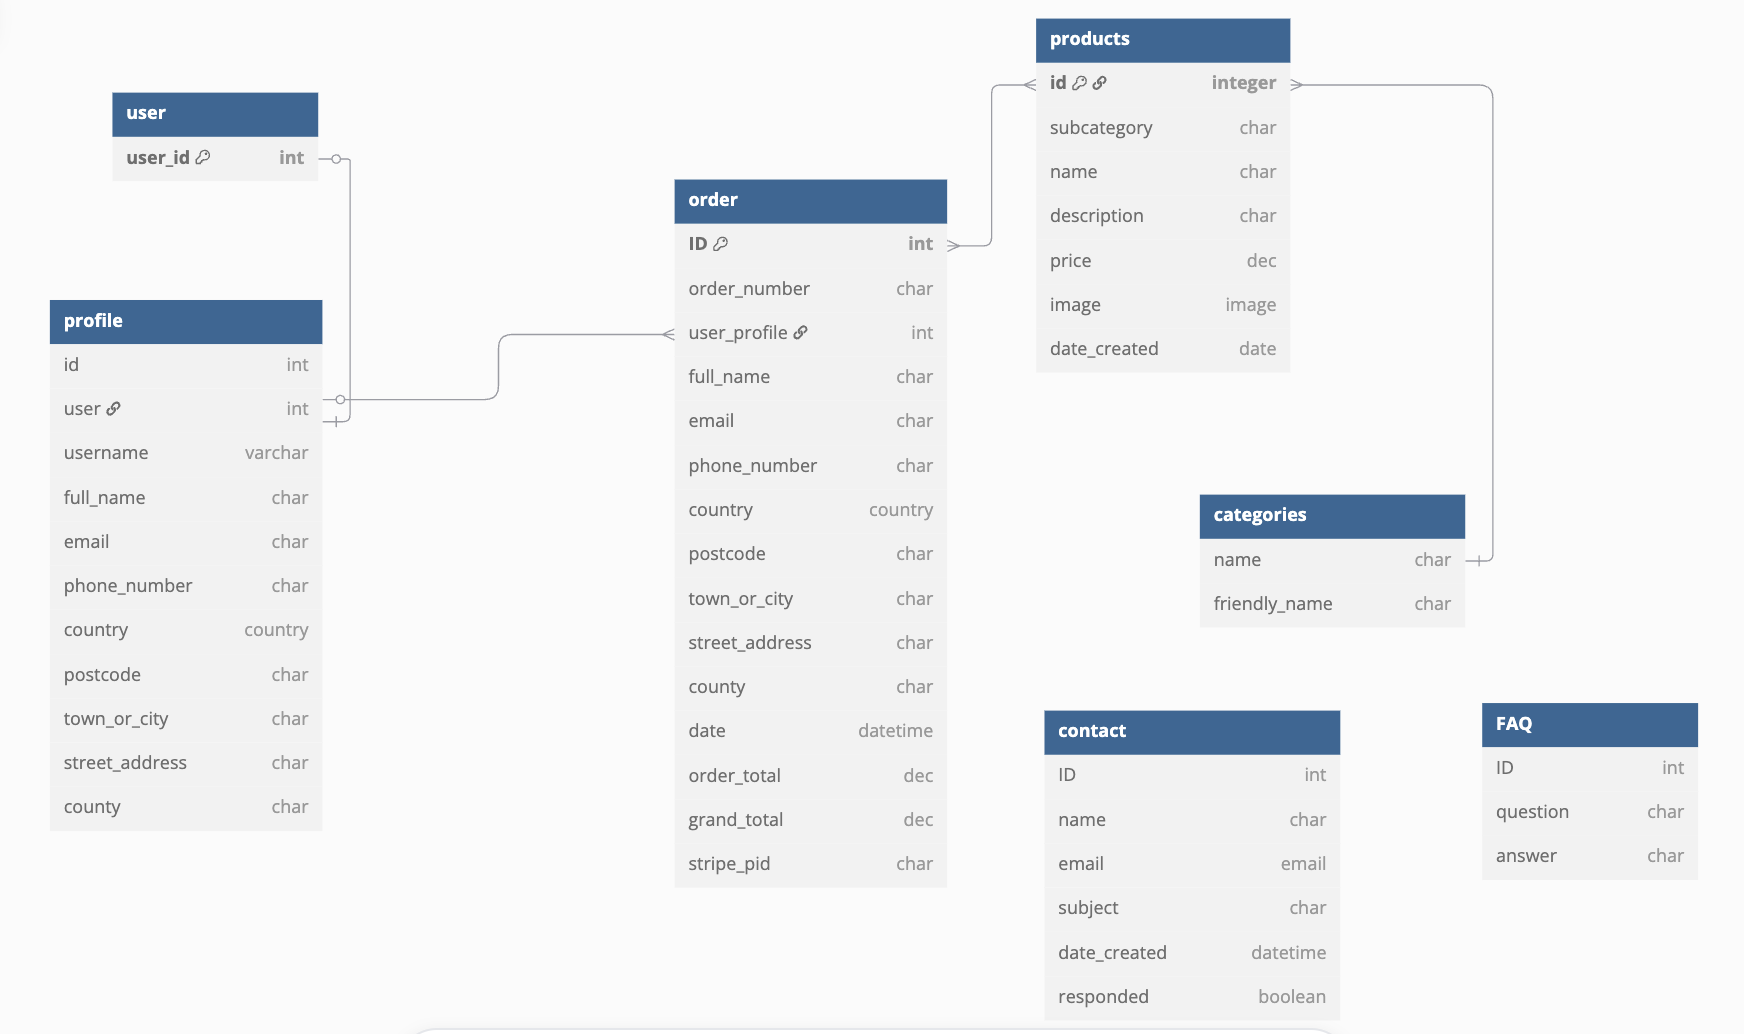 user
user_id int
profile
id int
user int
username varchar
full_name char
email char
phone_number char
country country
postcode char
town_or_city char
street_address char
county char
order
ID int
order_number char
user_profile int
full_name char
email char
phone_number char
country country
postcode char
town_or_city char
street_address char
county char
date datetime
order_total dec
grand_total dec
stripe_pid char
products
id integer
subcategory char
name char
description char
price dec
image image
date_created date
categories
name char
friendly_name char
contact
ID int
name char
email email
subject char
date_created datetime
responded boolean
FAQ
ID int
question char
answer char